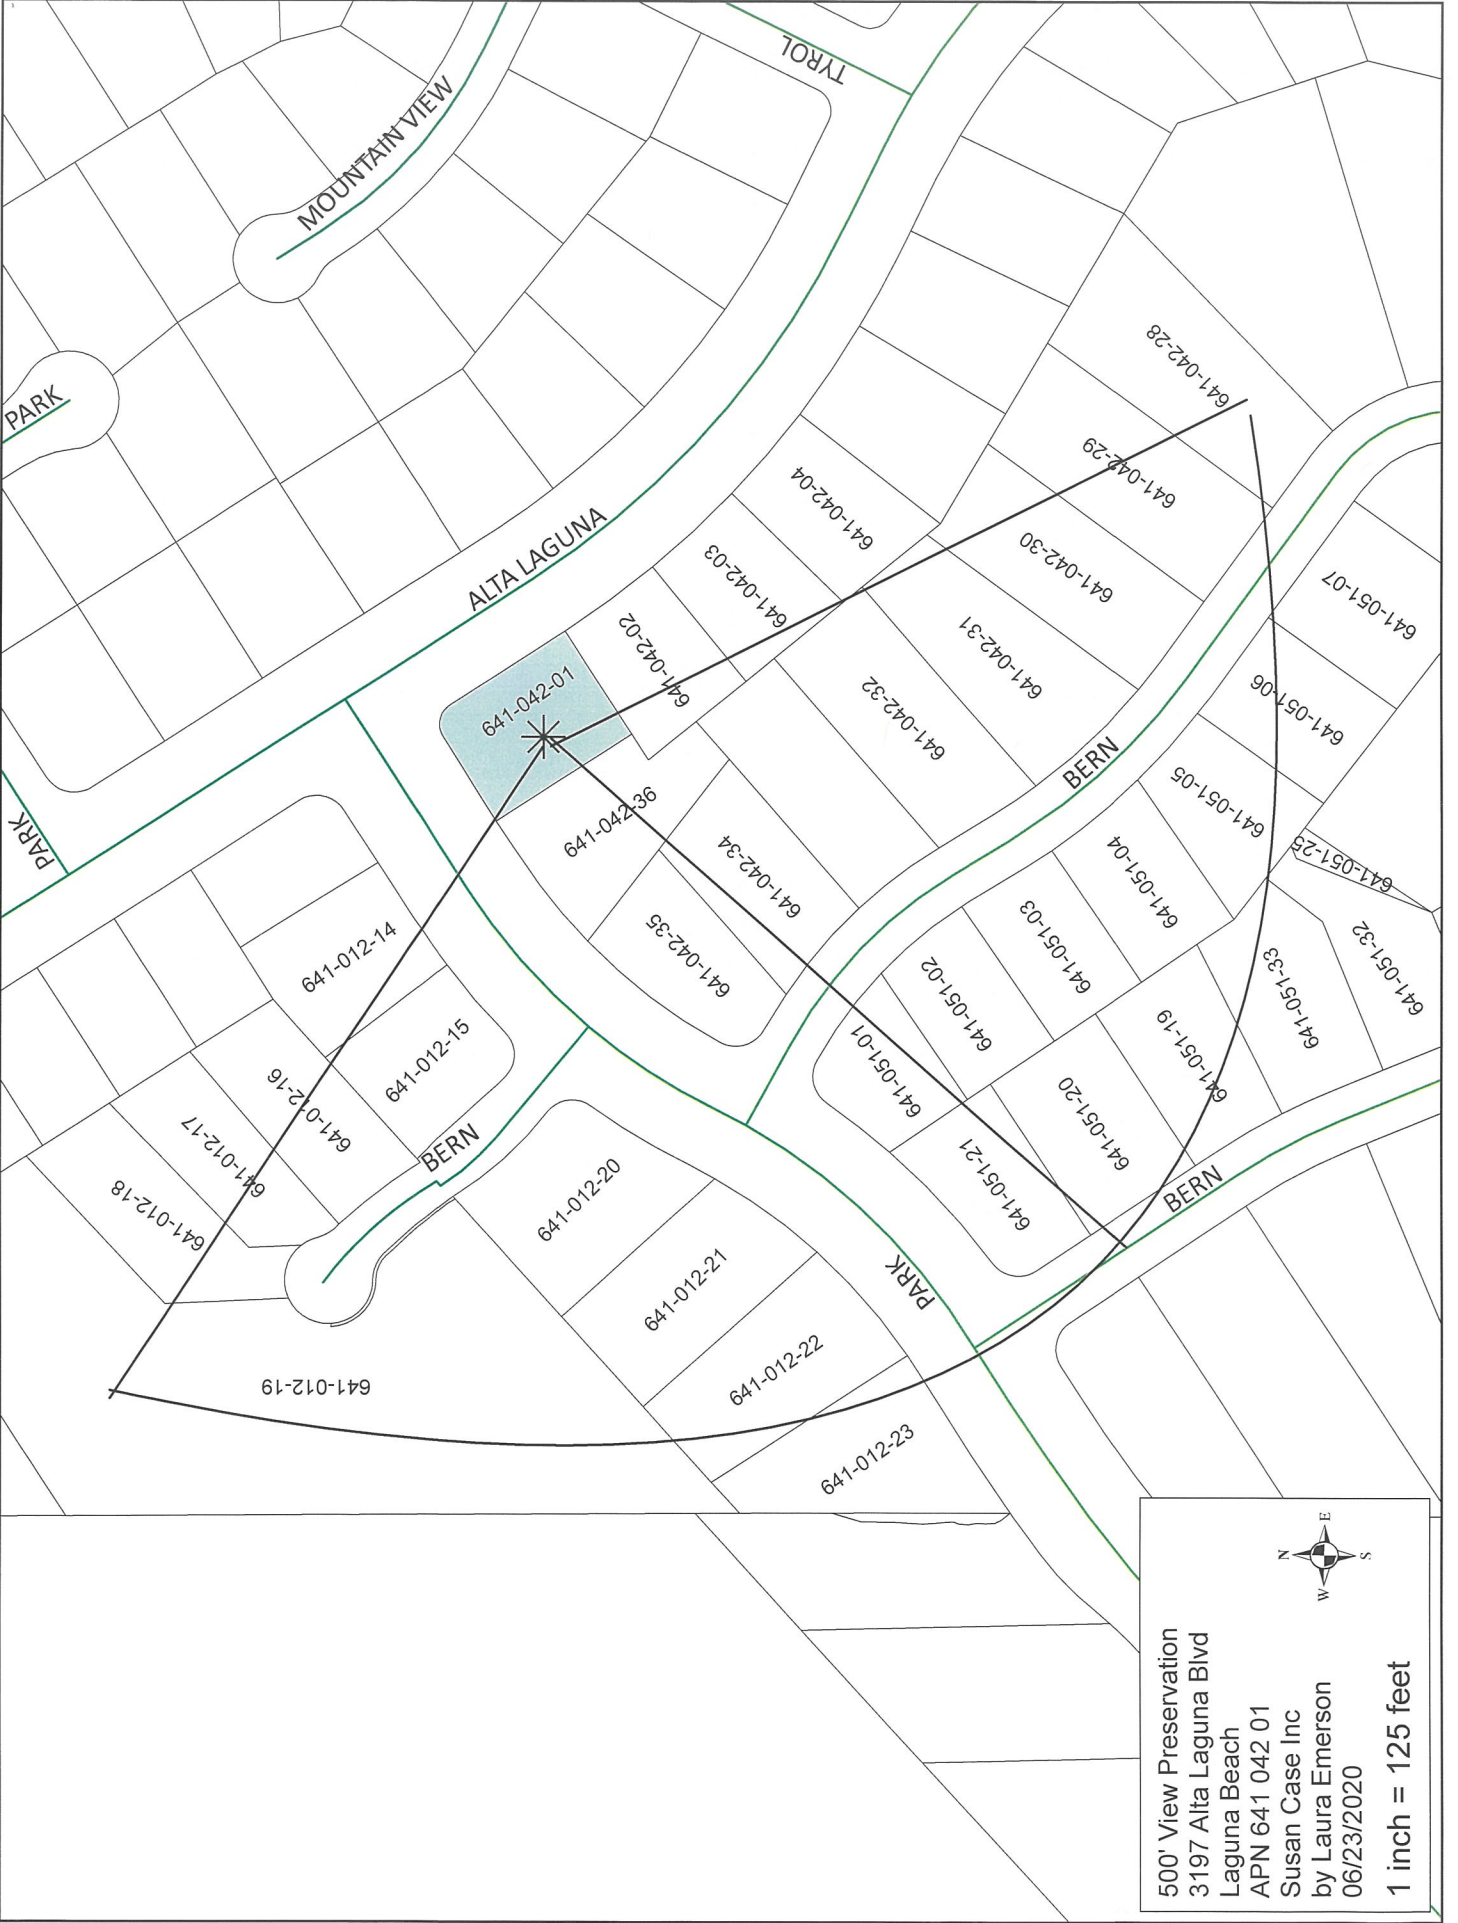 MOUNTAIN VIEW
TYROL
PARK
ALTA LAGUNA
PARK
641-042-28
641-042-29
641-042-04
641-042-30
641-042-03
641-051-07
641-042-02
641-042-31
641-042-01
641-042-32
641-051-06
BERN
641-051-05
641-042-36
641-042-34
641-051-04
641-051-25
641-042-35
641-051-03
641-012-14
641-051-02
641-051-33
641-051-32
641-051-01
641-051-19
641-012-15
641-012-16
641-051-20
641-012-17
BERN
641-051-21
641-012-18
641-012-20
BERN
641-012-21
PARK
641-012-22
641-012-19
641-012-23
500' View Preservation
3197 Alta Laguna Blvd
Laguna Beach
APN 641 042 01
Susan Case Inc
by Laura Emerson
06/23/2020
1 inch = 125 feet
N
E
S
W